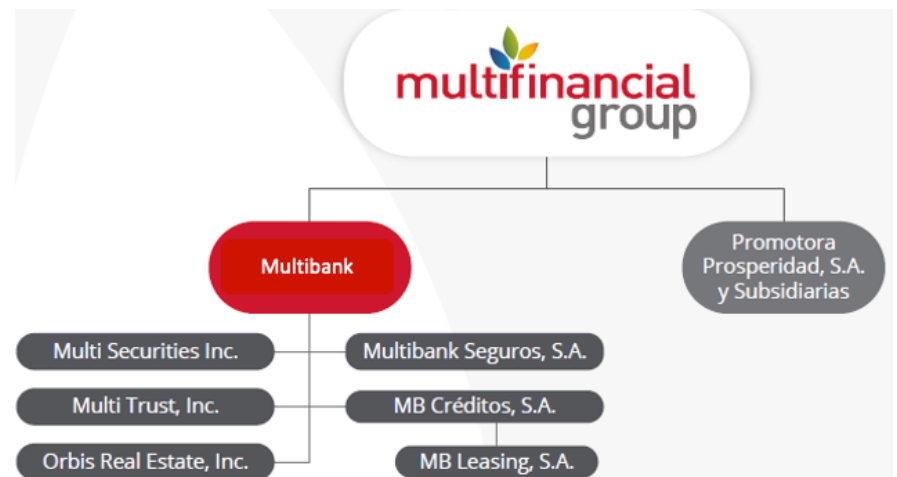 multifinancial
group
Multibank
Promotora
Prosperidad, S.A.
y Subsidiarias
Multi Securities Inc.
Multibank Seguros, S.A.
Multi Trust, Inc.
MB Créditos, S.A.
Orbis Real Estate, Inc.
MB Leasing, S.A.